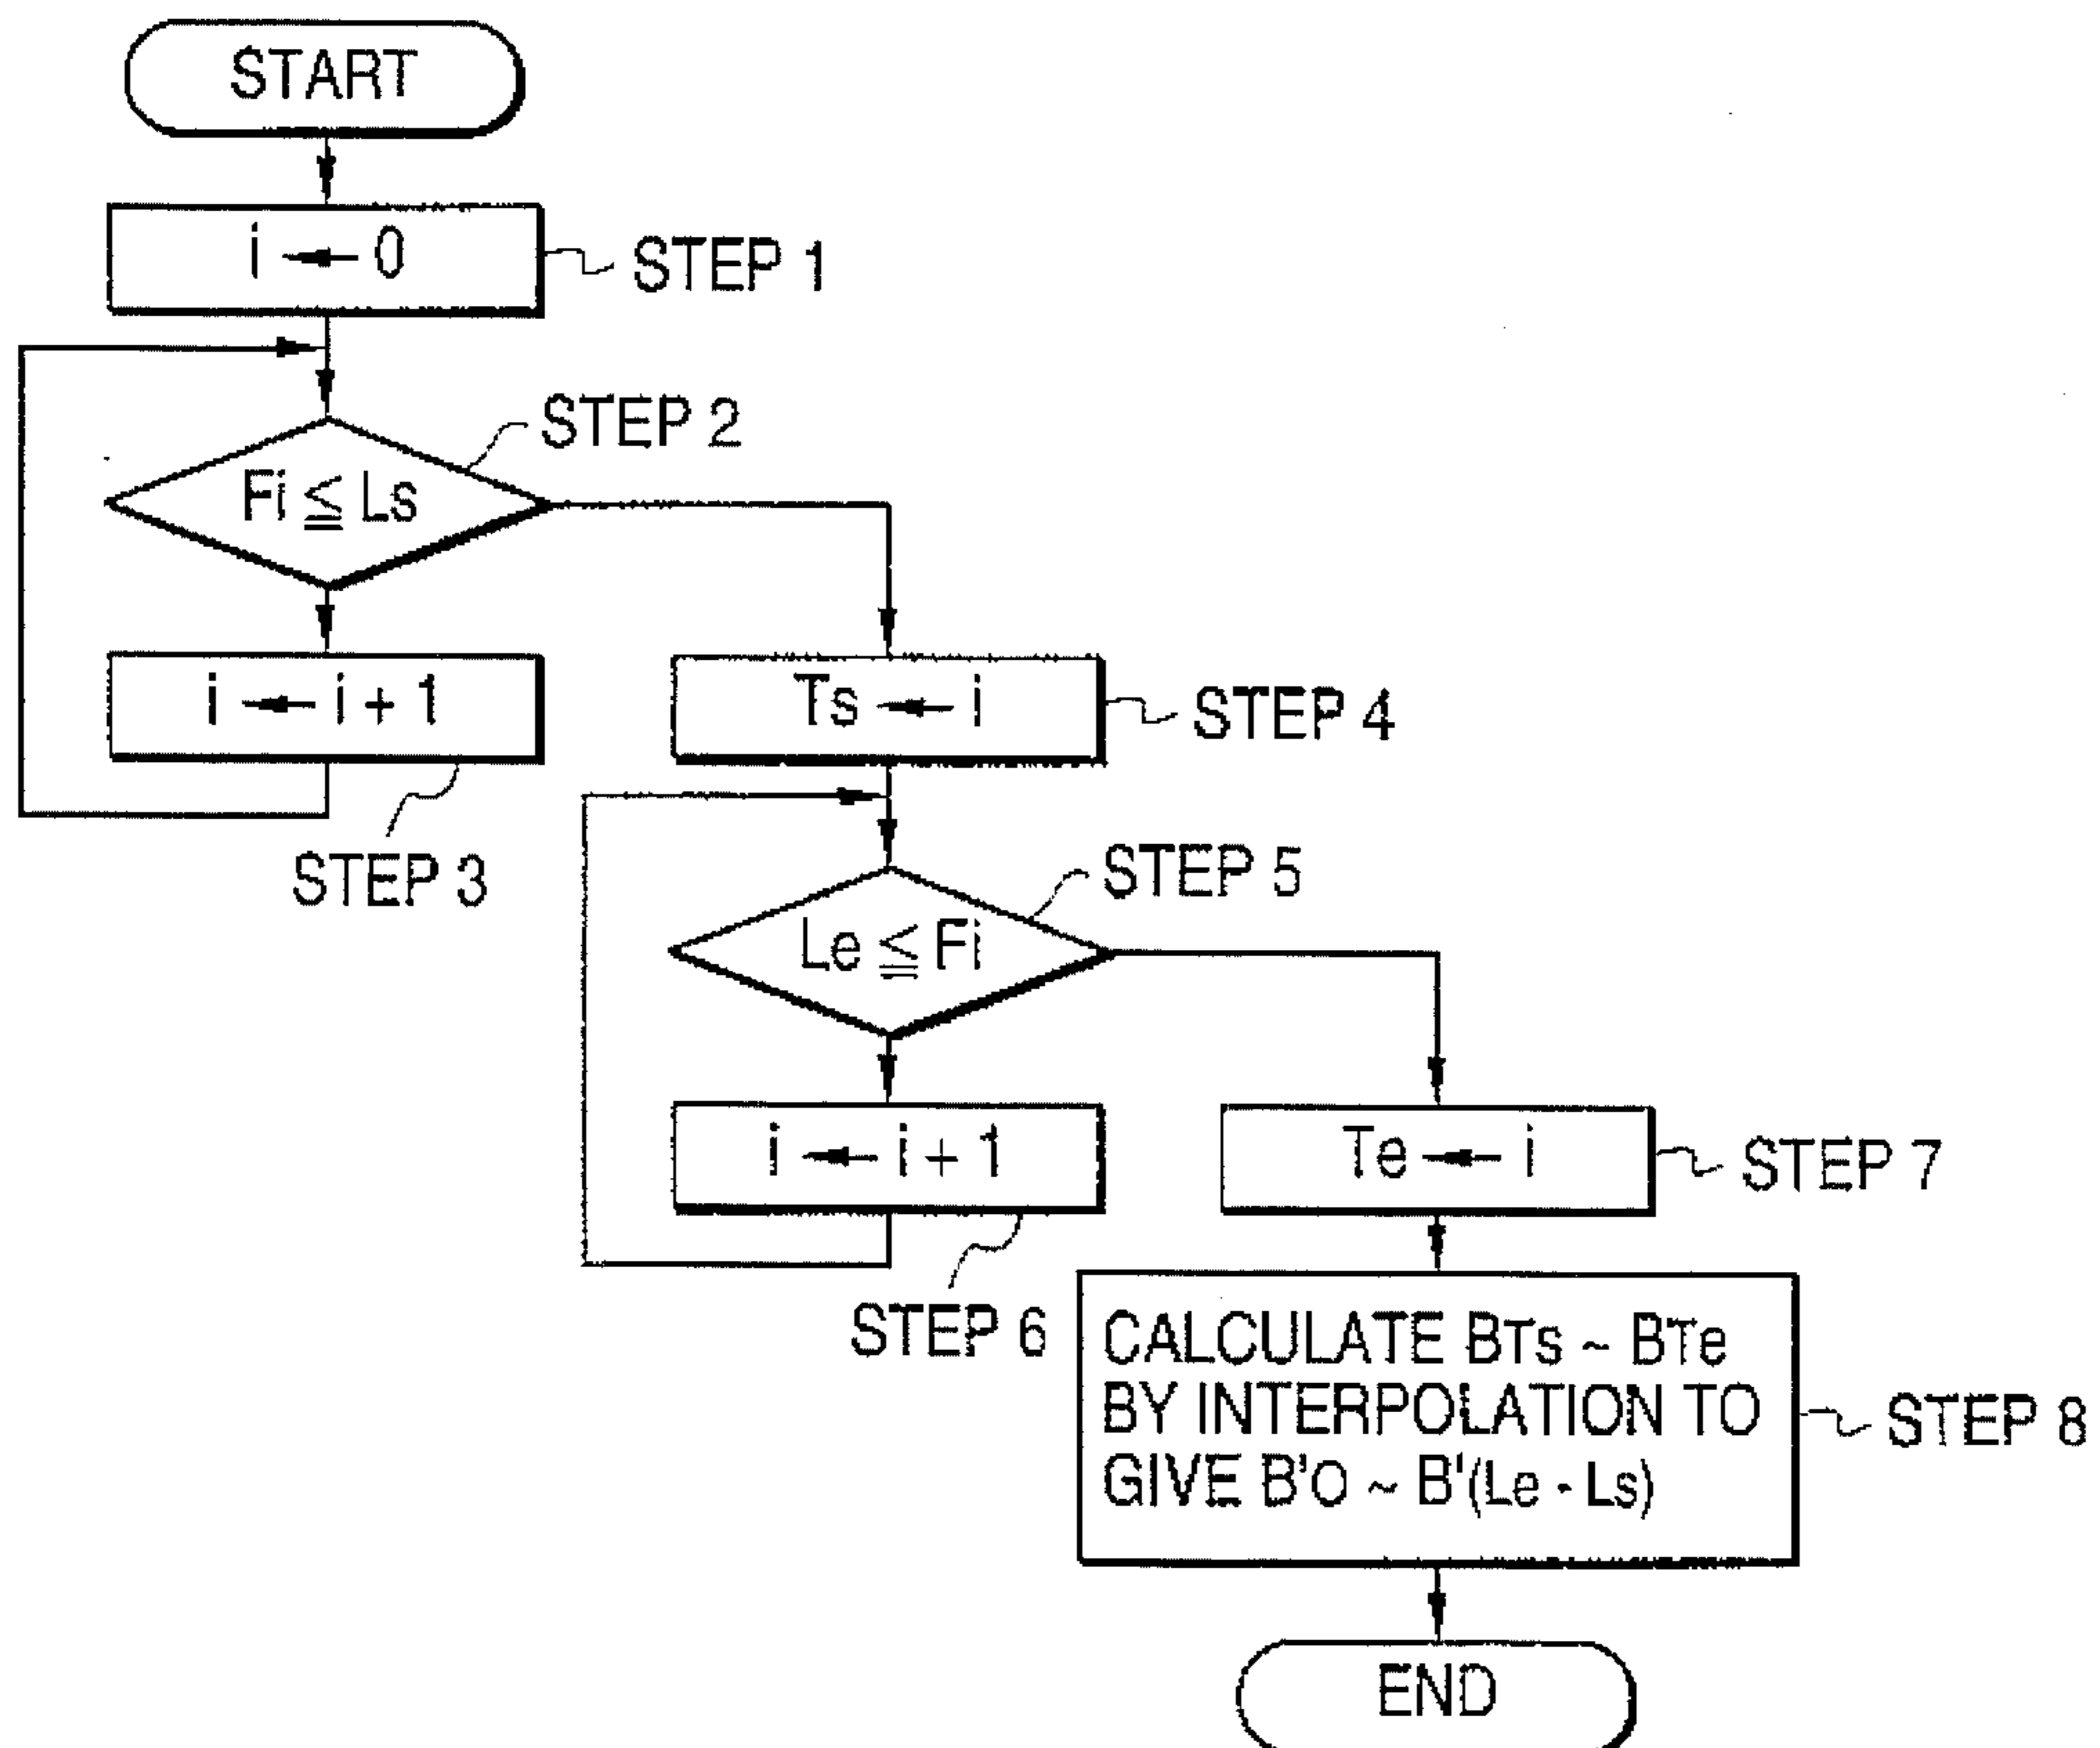 START
i ← 0
STEP 1
STEP 2
Fi ≦ Ls
i ← i + 1
STEP 3
Ts ← i
STEP 4
STEP 5
Le ≦ Fi
i ← i + 1
STEP 6
Te ← i
STEP 7
CALCULATE BTs ~ BTe
BY INTERPOLATION TO
GIVE B'O ~ B'(Le - Ls)
STEP 8
END